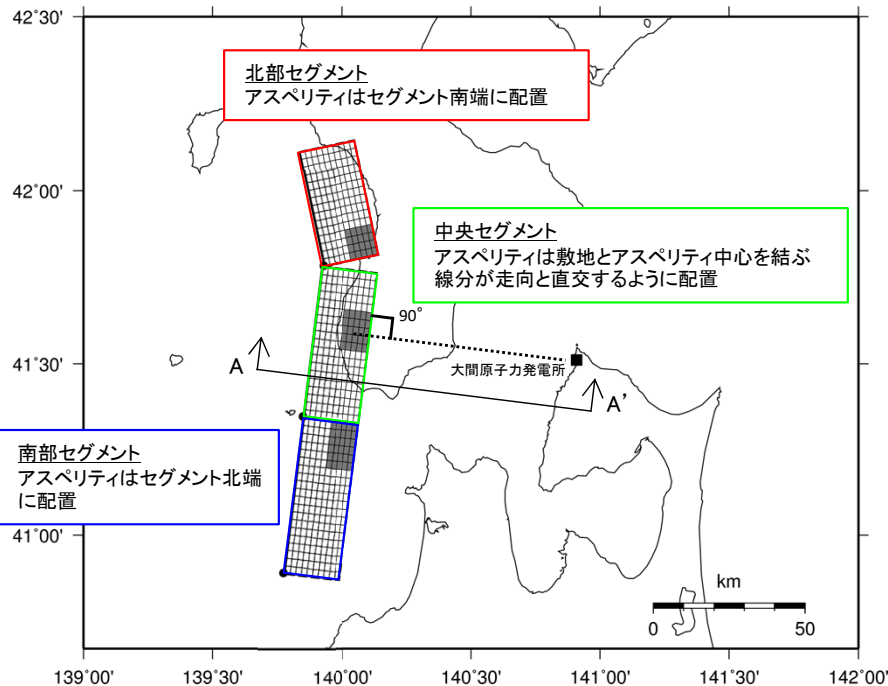 42˚30'
北部セグメント
アスペリティはセグメント南端に配置
42˚00'
中央セグメント
アスペリティは敷地とアスペリティ中心を結ぶ
線分が走向と直交するように配置
90˚
41˚30'
大間原子力発電所
A
A'
南部セグメント
アスペリティはセグメント北端
に配置
41˚00'
km
0 50
139˚00' 139˚30' 140˚00' 140˚30' 141˚00' 141˚30' 142˚00'